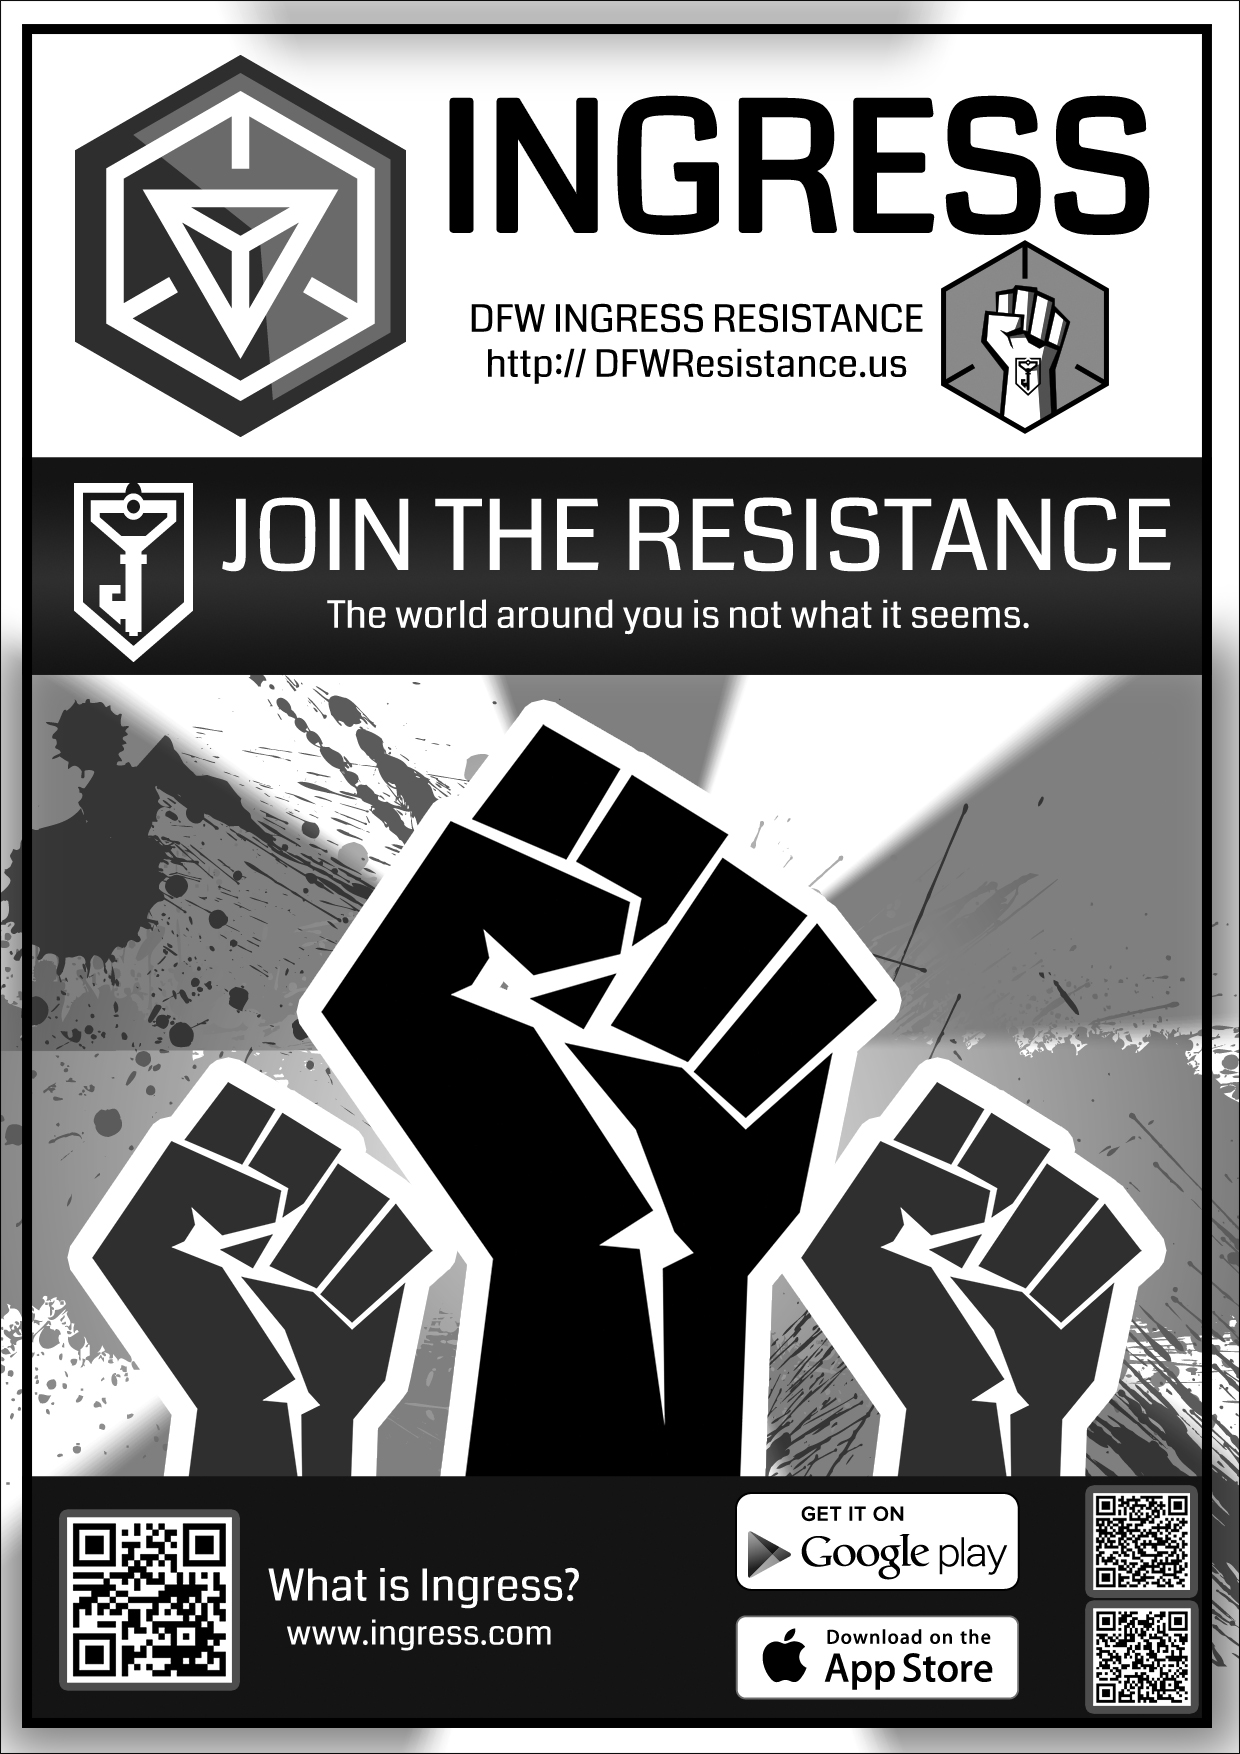 INGRESS
DFW INGRESS RESISTANCE
http:// DFWResistance.us
JOIN THE RESISTANCE
The world around you is not what it seems.
What is Ingress?
www.ingress.com
GET IT ON
Google play
Download on the
App Store